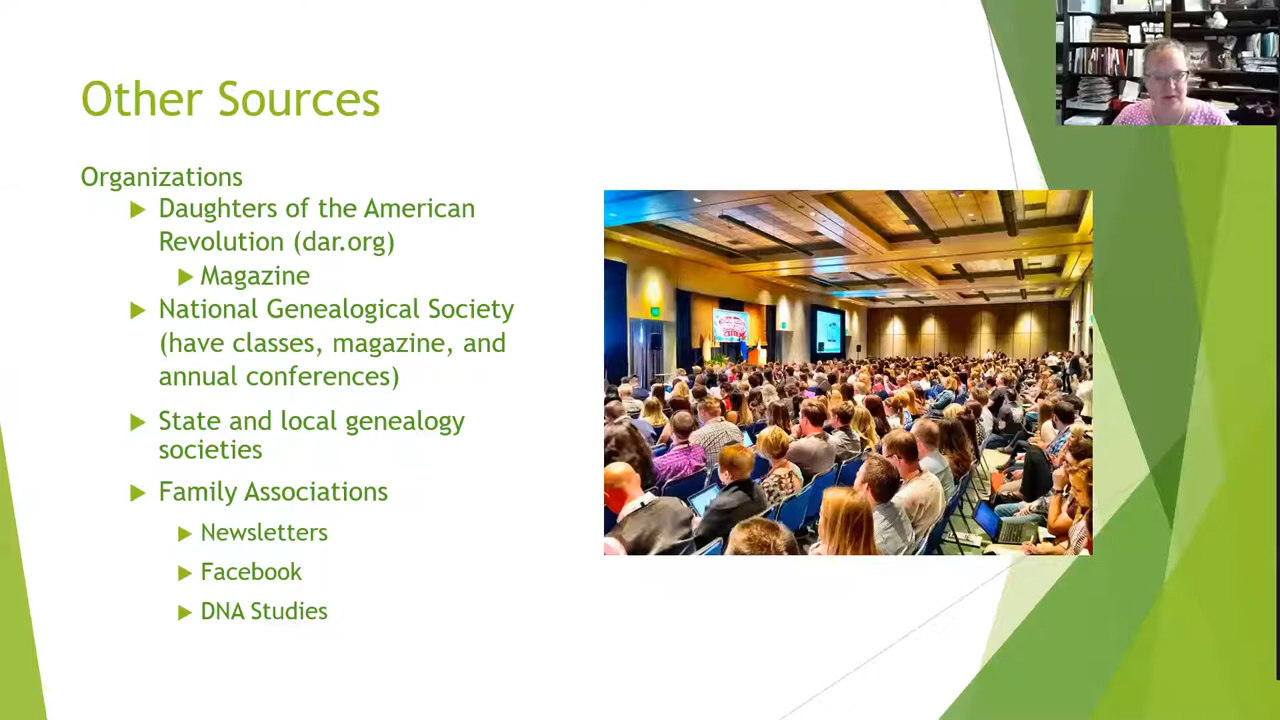 Other Sources
Organizations
Daughters of the American
Revolution (dar.org)
Magazine
National Genealogical Society
(have classes, magazine, and
annual conferences)
State and local genealogy
societies
Family Associations
Newsletters
Facebook
DNA Studies